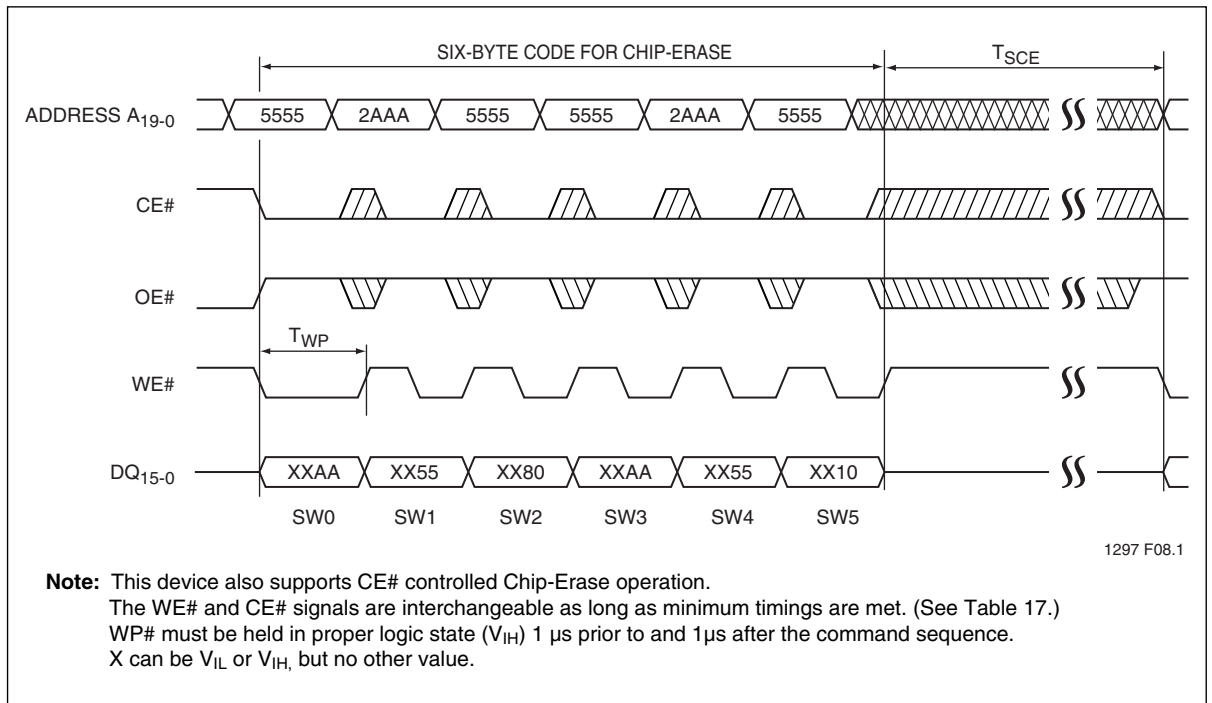 SIX-BYTE CODE FOR CHIP-ERASE TSCE
ADDRESS A19-0 5555 2AAA 5555 5555 2AAA 5555
CE#
OE#
TWP
WE#
DQ15-0 XXAA XX55 XX80 XXAA XX55 XX10
SW0 SW1 SW2 SW3 SW4 SW5
1297 F08.1
Note: This device also supports CE# controlled Chip-Erase operation.
The WE# and CE# signals are interchangeable as long as minimum timings are met. (See Table 17.)
WP# must be held in proper logic state (VIH) 1 µs prior to and 1µs after the command sequence.
X can be VIL or VIH, but no other value.